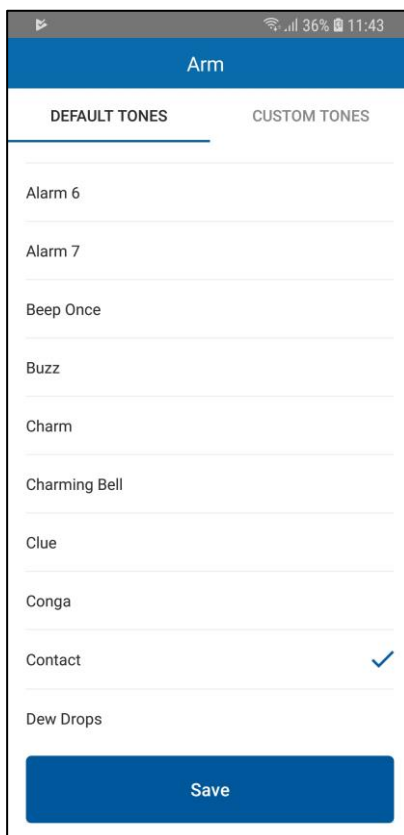 36% 11:43
Arm
DEFAULT TONES CUSTOM TONES
Alarm 6
Alarm 7
Beep Once
Buzz
Charm
Charming Bell
Clue
Conga
Contact
Dew Drops
Save